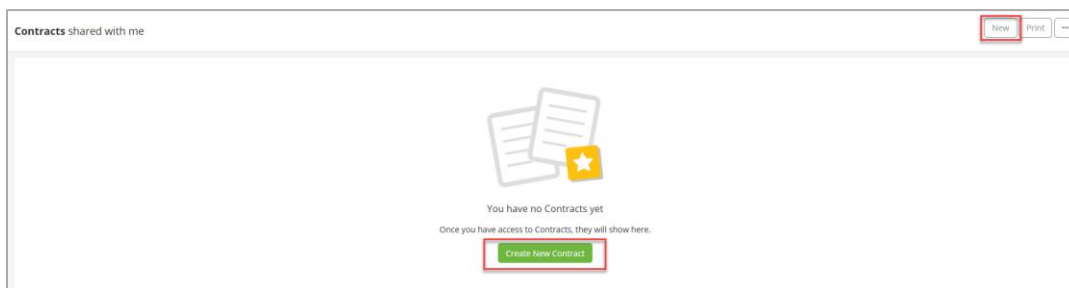 Contracts shared with me
New Print ...
You have no Contracts yet
Once you have access to Contracts, they will show here.
Create New Contract